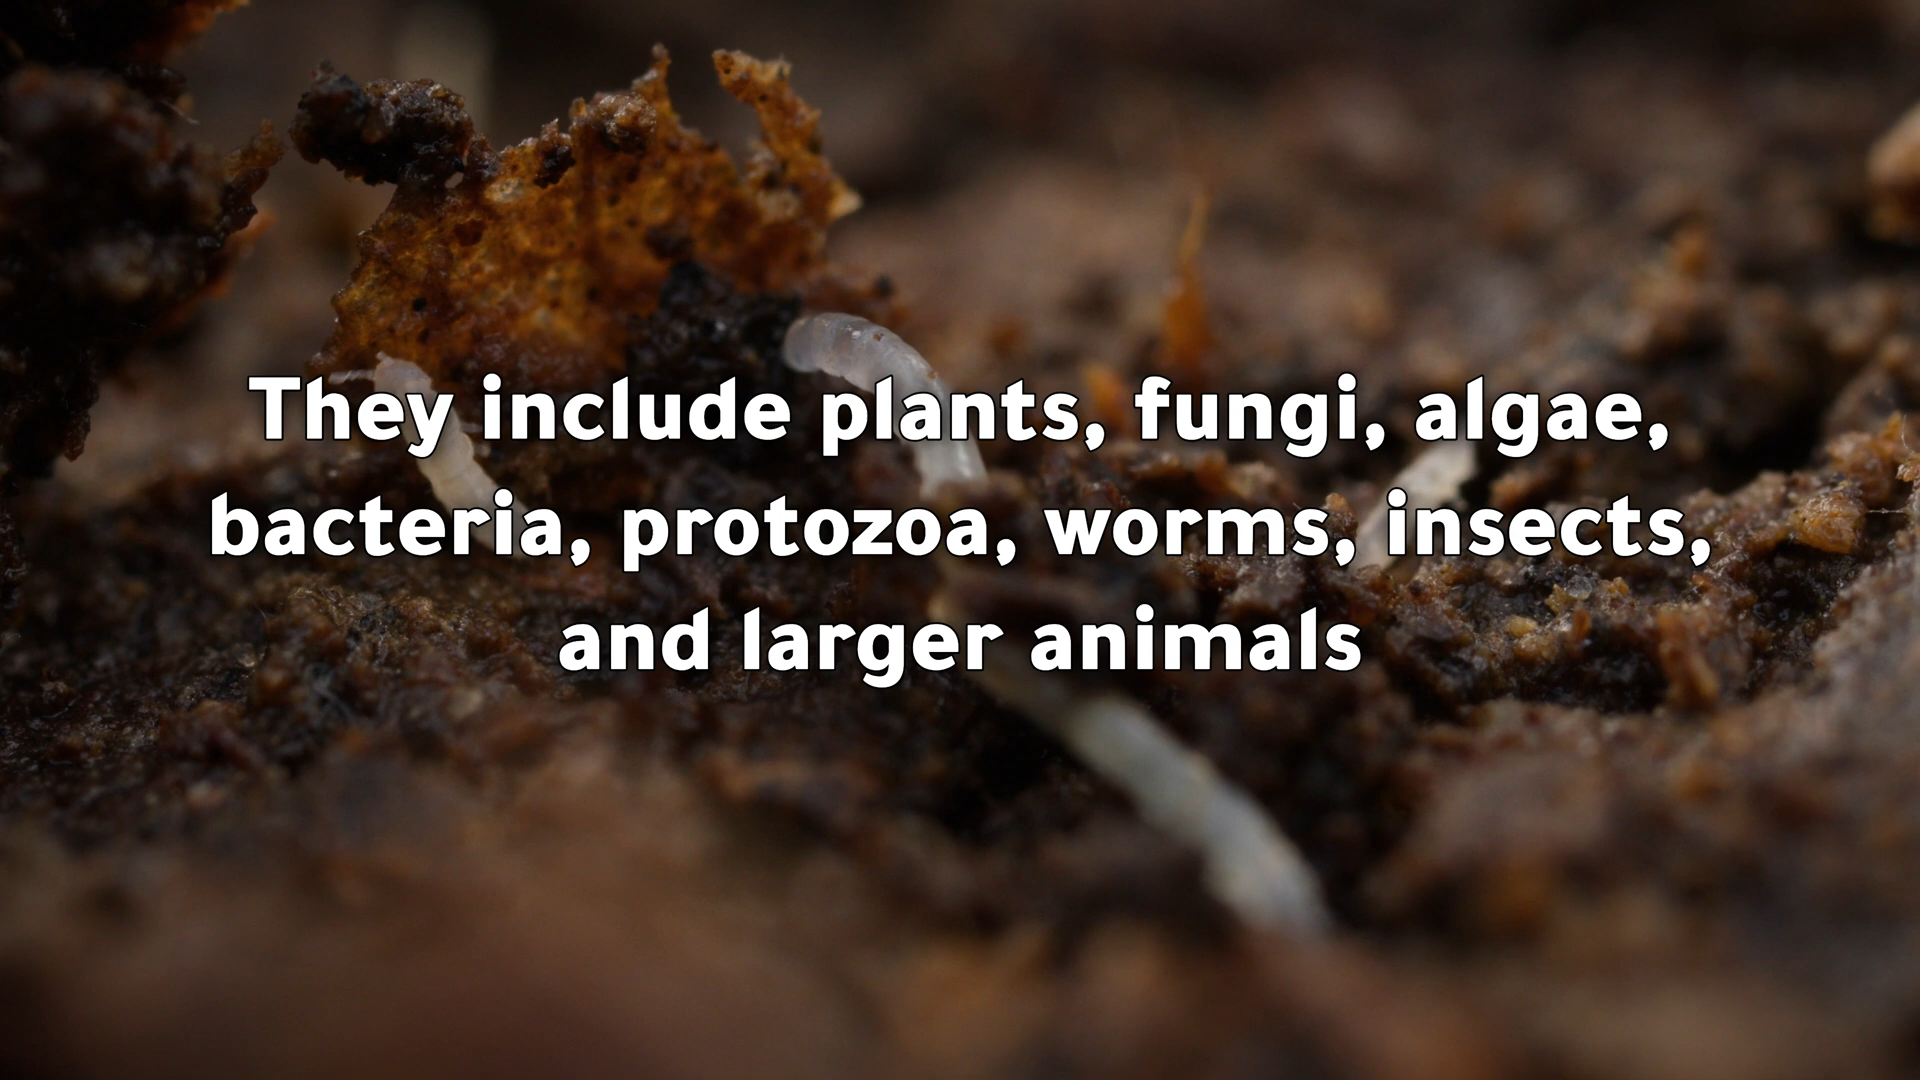 They include plants, fungi, algae,
bacteria, protozoa, worms, insects,
and larger animals